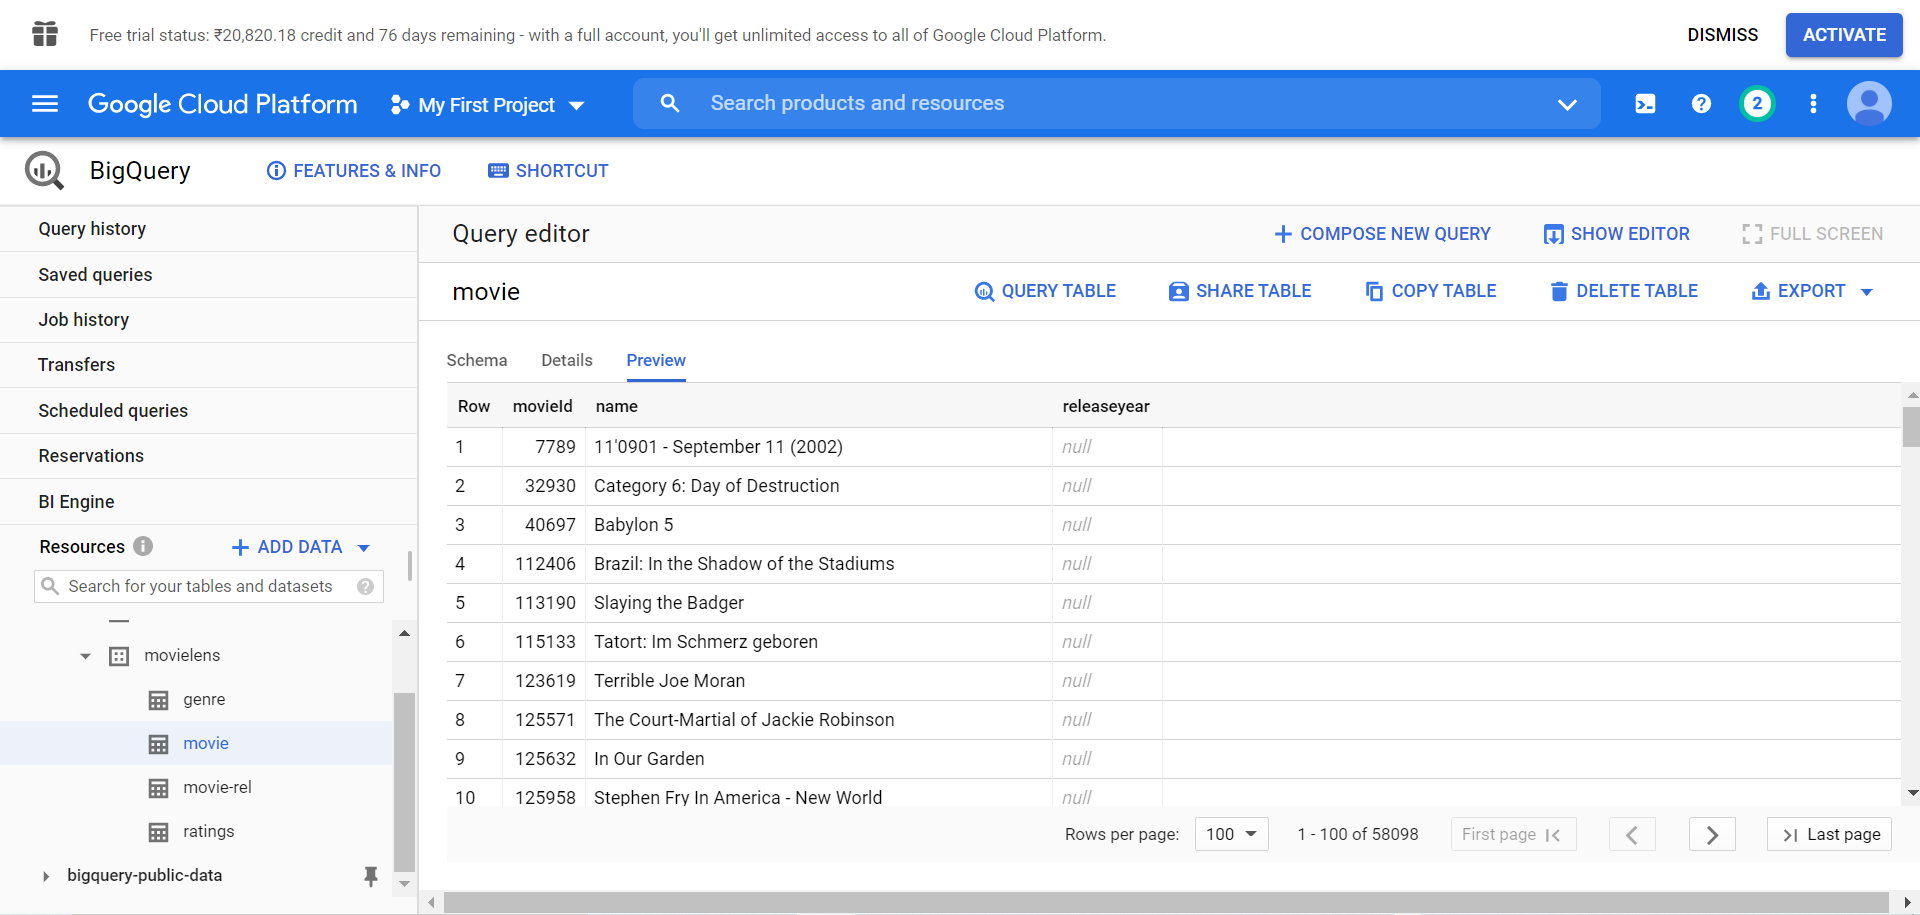 Free trial status: ₹20,820.18 credit and 76 days remaining - with a full account, you'll get unlimited access to all of Google Cloud Platform.
DISMISS
ACTIVATE
Google Cloud Platform
My First Project
Search products and resources
2
BigQuery
FEATURES & INFO
SHORTCUT
Query history
Saved queries
Job history
Transfers
Scheduled queries
Reservations
BI Engine
Resources
ADD DATA
Search for your tables and datasets
movielens
genre
movie
movie-rel
ratings
bigquery-public-data
Query editor
COMPOSE NEW QUERY
SHOW EDITOR
FULL SCREEN
movie
QUERY TABLE
SHARE TABLE
COPY TABLE
DELETE TABLE
EXPORT
Schema Details Preview
Row movieId name releaseyear
1 7789 11'0901 - September 11 (2002) null
2 32930 Category 6: Day of Destruction null
3 40697 Babylon 5 null
4 112406 Brazil: In the Shadow of the Stadiums null
5 113190 Slaying the Badger null
6 115133 Tatort: Im Schmerz geboren null
7 123619 Terrible Joe Moran null
8 125571 The Court-Martial of Jackie Robinson null
9 125632 In Our Garden null
10 125958 Stephen Fry In America - New World null
Rows per page: 100 1 - 100 of 58098 First page Last page